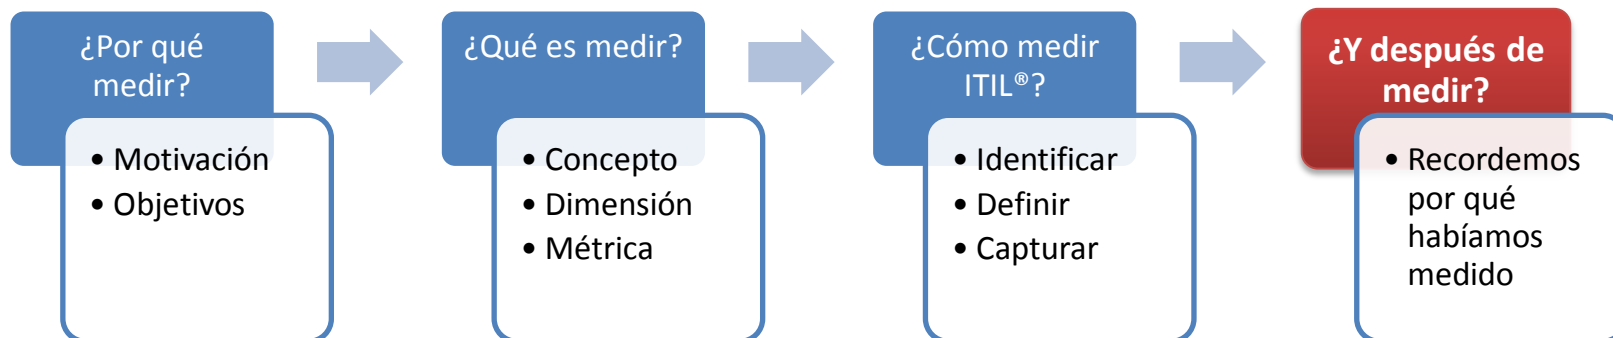 ¿Por qué
medir?
• Motivación
• Objetivos
¿Qué es medir?
• Concepto
• Dimensión
• Métrica
¿Cómo medir
ITIL®?
• Identificar
• Definir
• Capturar
¿Y después de
medir?
• Recordemos
por qué
habíamos
medido